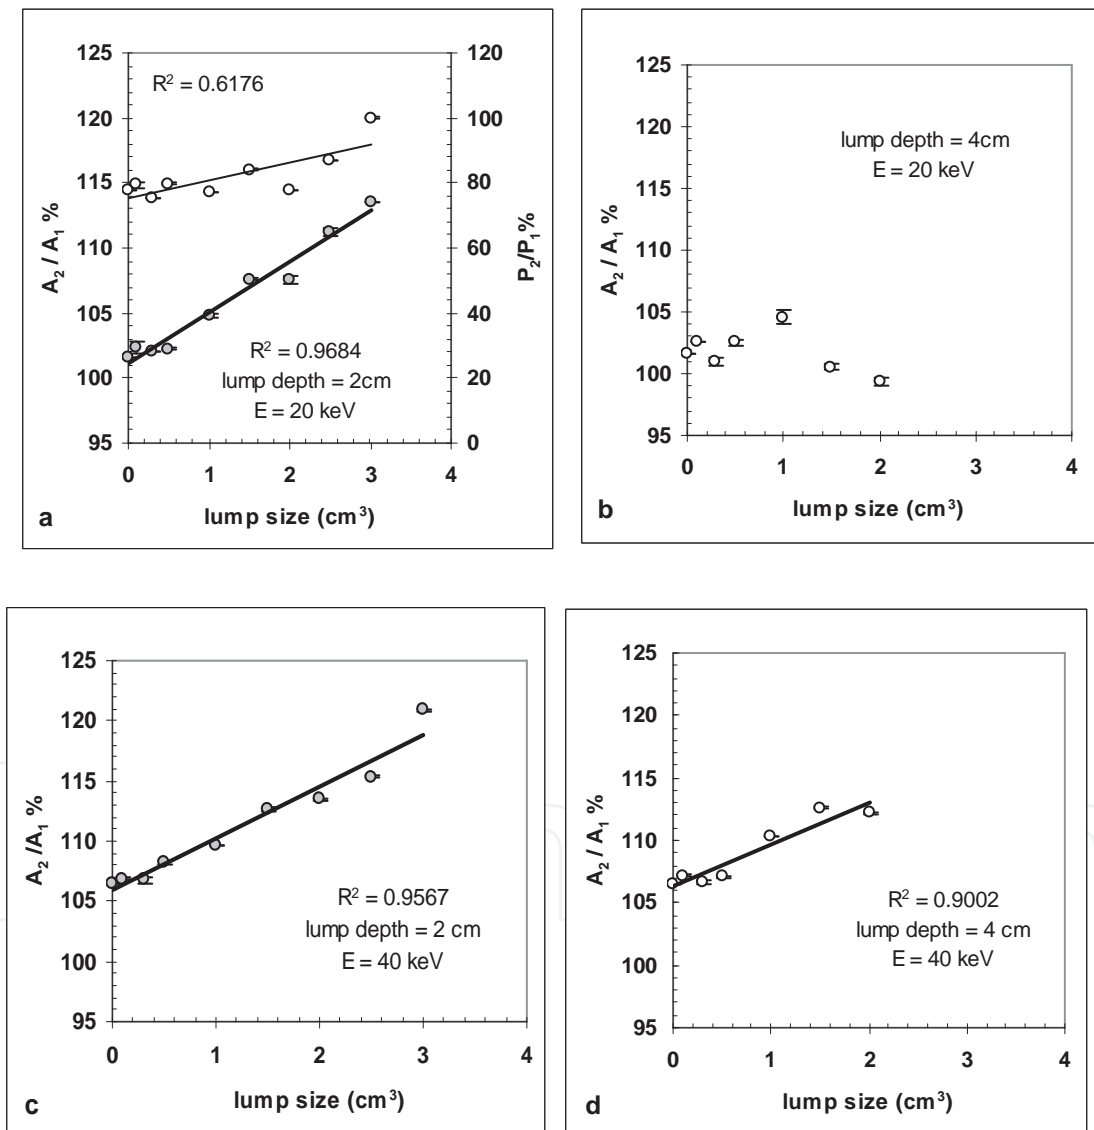 125
120
115
110
105
100
95
A₂ / A₁ %
R² = 0.6176
R² = 0.9684
lump depth = 2cm
E = 20 keV
120
100
80
60
40
20
0
P₂/P₁%
0 1 2 3 4
lump size (cm³)
a
125
120
115
110
105
100
95
A₂ / A₁ %
lump depth = 4cm
E = 20 keV
0 1 2 3 4
lump size (cm³)
b
125
120
115
110
105
100
95
A₂ /A₁ %
R² = 0.9567
lump depth = 2 cm
E = 40 keV
0 1 2 3 4
lump size (cm³)
c
125
120
115
110
105
100
95
A₂ / A₁ %
R² = 0.9002
lump depth = 4 cm
E = 40 keV
0 1 2 3 4
lump size (cm³)
d